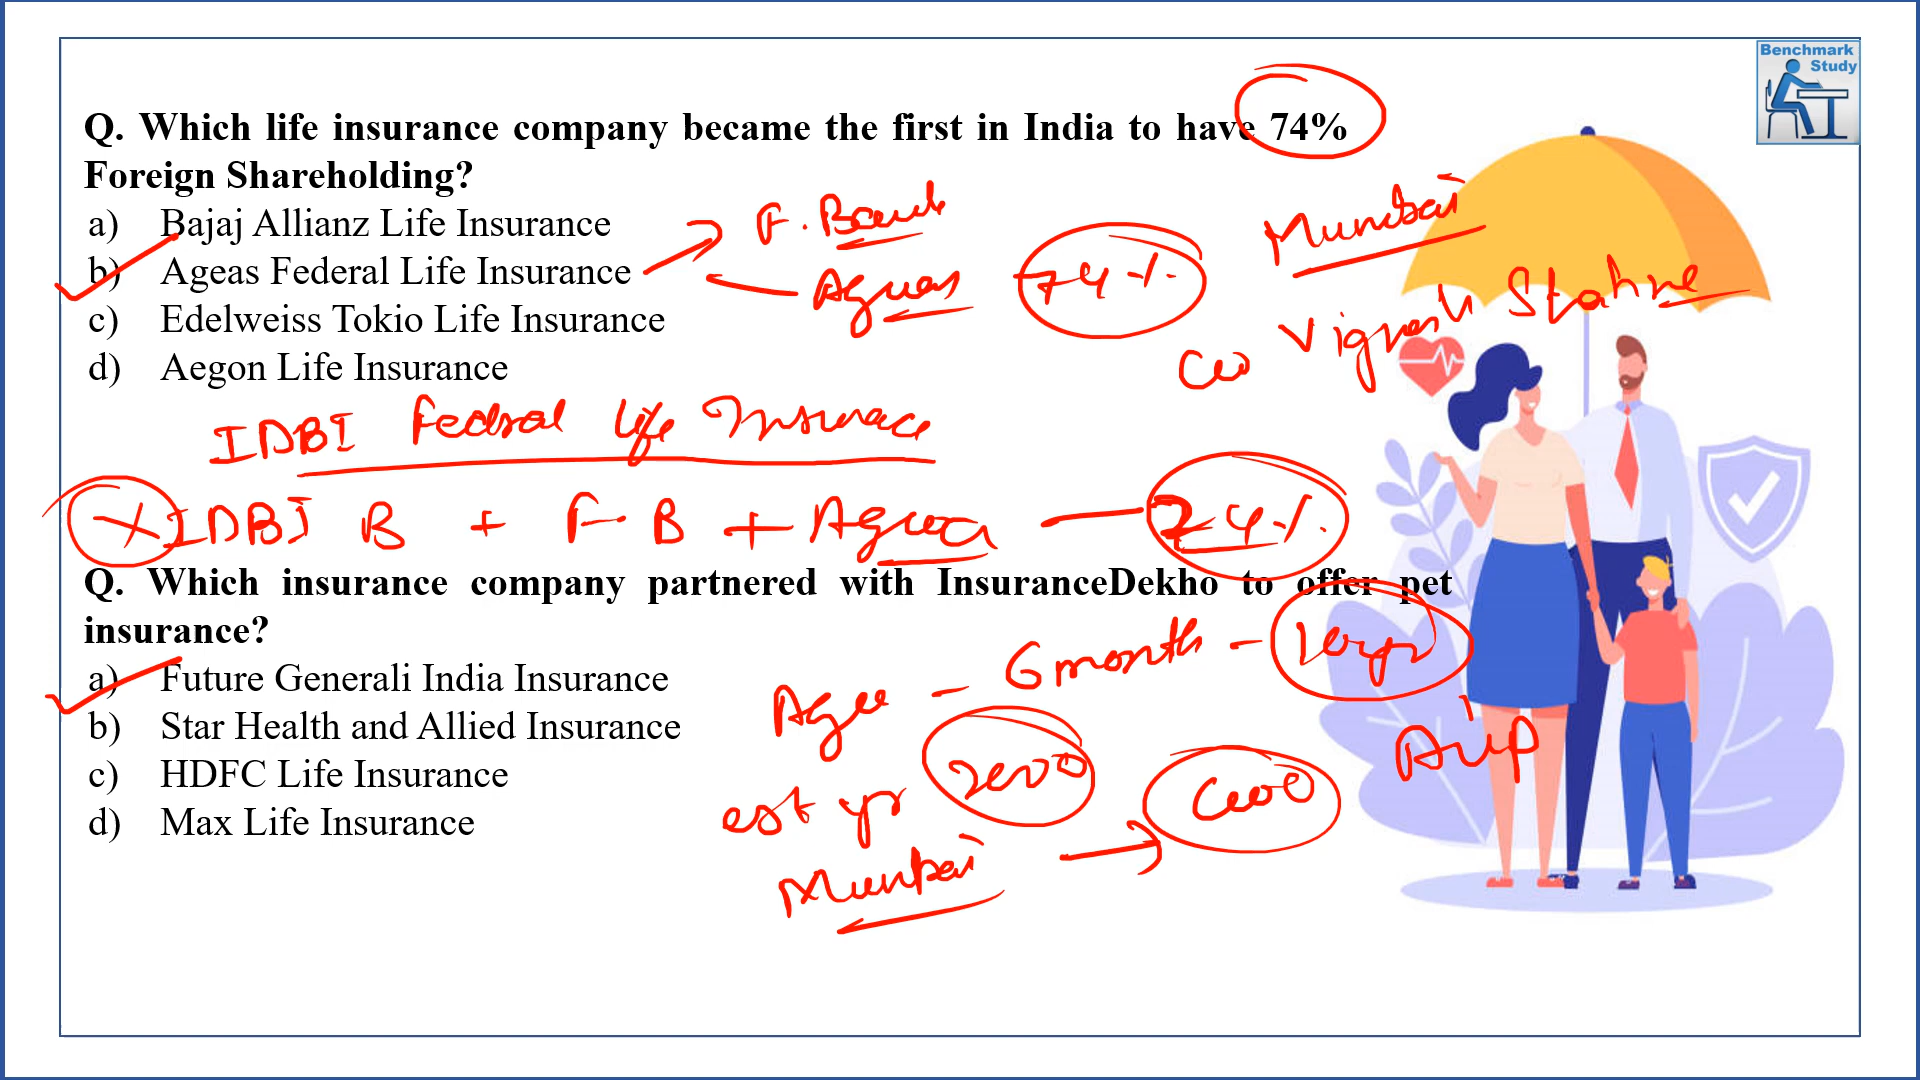 Benchmark
Study
Q. Which life insurance company became the first in India to have 74%
Foreign Shareholding?
a) Bajaj Allianz Life Insurance
b) Ageas Federal Life Insurance
c) Edelweiss Tokio Life Insurance
d) Aegon Life Insurance
F. Bank
Ageas 74%
Mumbai
CEO Vignesh Shahne
IDBI Federal Life Insurance
X IDBI B + F B + Ageas — 74%
Q. Which insurance company partnered with InsuranceDekho to offer pet
insurance?
a) Future Generali India Insurance
b) Star Health and Allied Insurance
c) HDFC Life Insurance
d) Max Life Insurance
Age - 6 month - 10 yr
est yr 2000
Mumbai →